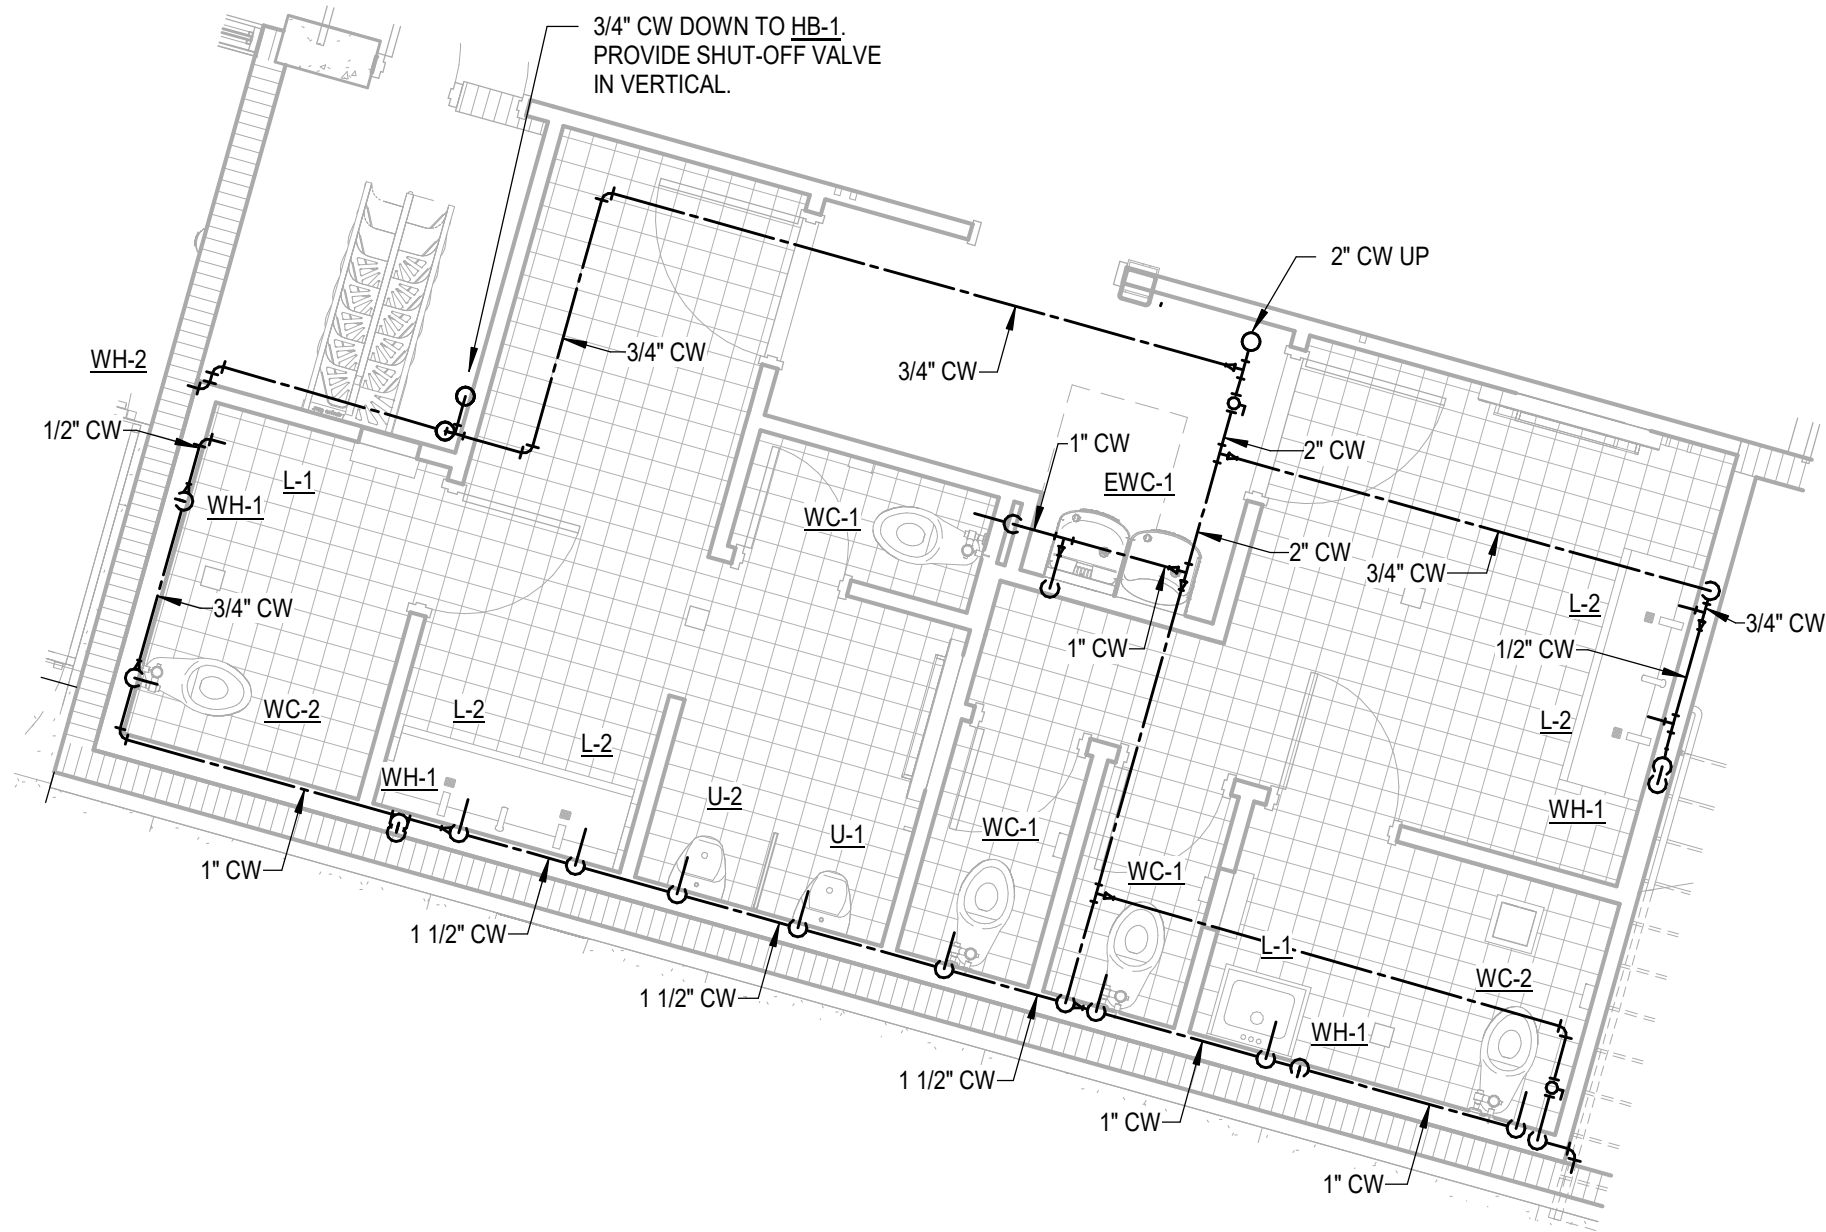 3/4" CW DOWN TO HB-1.
PROVIDE SHUT-OFF VALVE
IN VERTICAL.
2" CW UP
3/4" CW
3/4" CW
WH-2
1/2" CW
1" CW
2" CW
L-1
EWC-1
WH-1
WC-1
2" CW
3/4" CW
3/4" CW
L-2
3/4" CW
1" CW
1/2" CW
WC-2
L-2
L-2
L-2
WH-1
U-2
WH-1
U-1
WC-1
1" CW
WC-1
1 1/2" CW
L-1
WC-2
1 1/2" CW
WH-1
1 1/2" CW
1" CW
1" CW